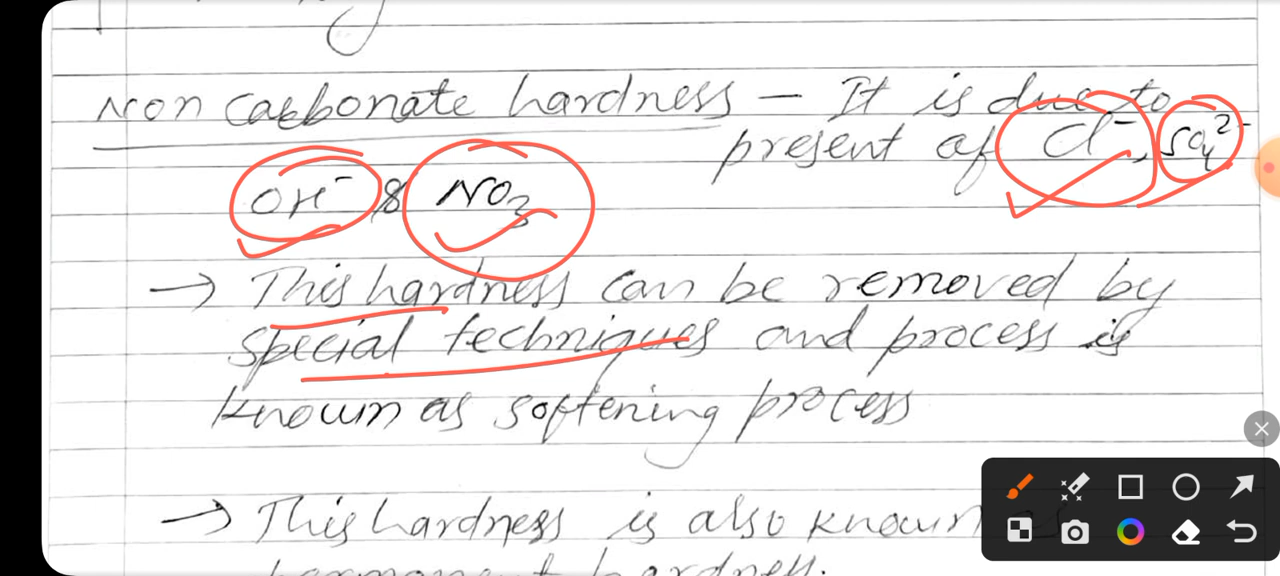 Non Carbonate hardness – It is due to
present of Cl⁻, SO₄²⁻
OH⁻ & NO₃
→ This hardness can be removed by
special techniques and process is
known as softening process
→ This hardness is also known
hardness.